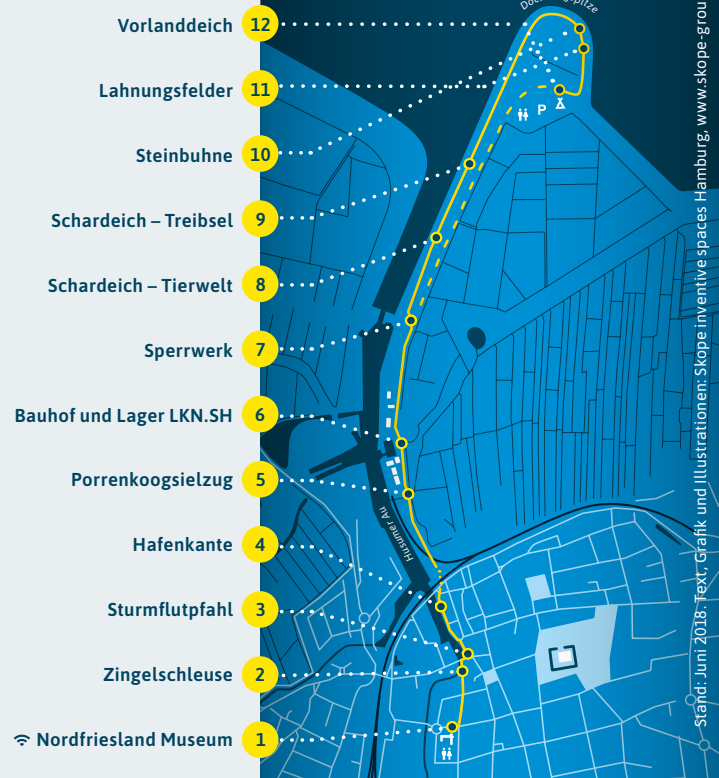 Vorlanddeich 12
Lahnungsfelder 11
Steinbuhne 10
Schardeich – Treibsel 9
Schardeich – Tierwelt 8
Sperrwerk 7
Bauhof und Lager LKN.SH 6
Porrenkoogsielzug 5
Hafenkante 4
Sturmflutpfahl 3
Zingelschleuse 2
Nordfriesland Museum 1
P
Husumer Au
Stand: Juni 2018. Text, Grafik und Illustrationen: Skope inventive spaces Hamburg, www.skope-grou